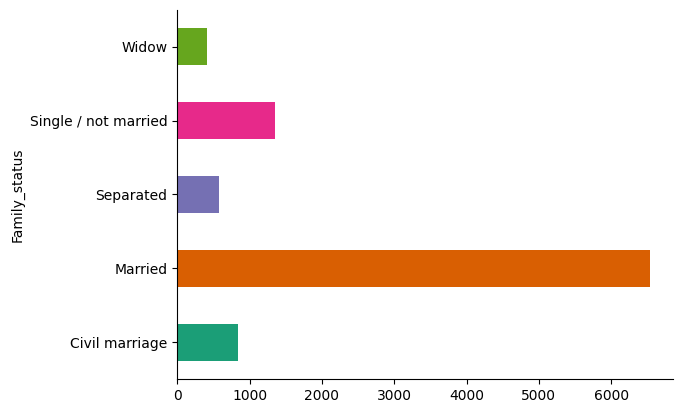 Family_status
Widow
Single / not married
Separated
Married
Civil marriage
0 1000 2000 3000 4000 5000 6000